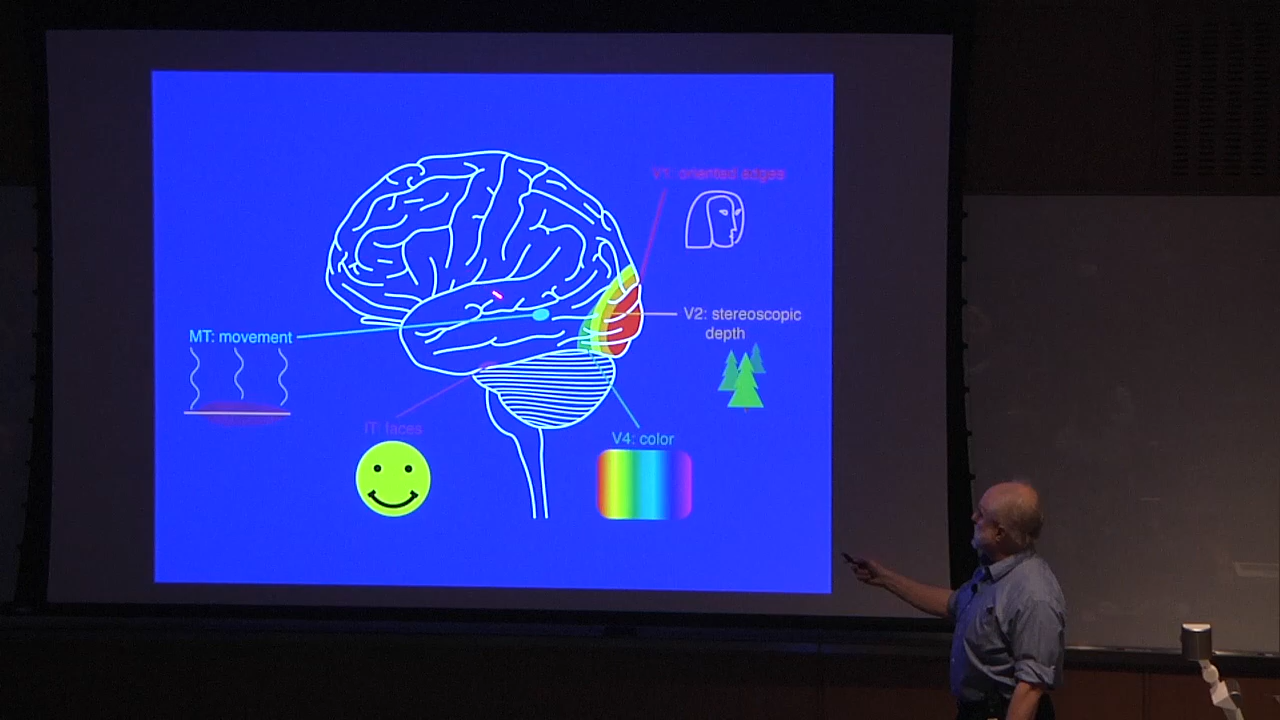 V1: oriented edges
V2: stereoscopic
depth
MT: movement
IT: faces
V4: color